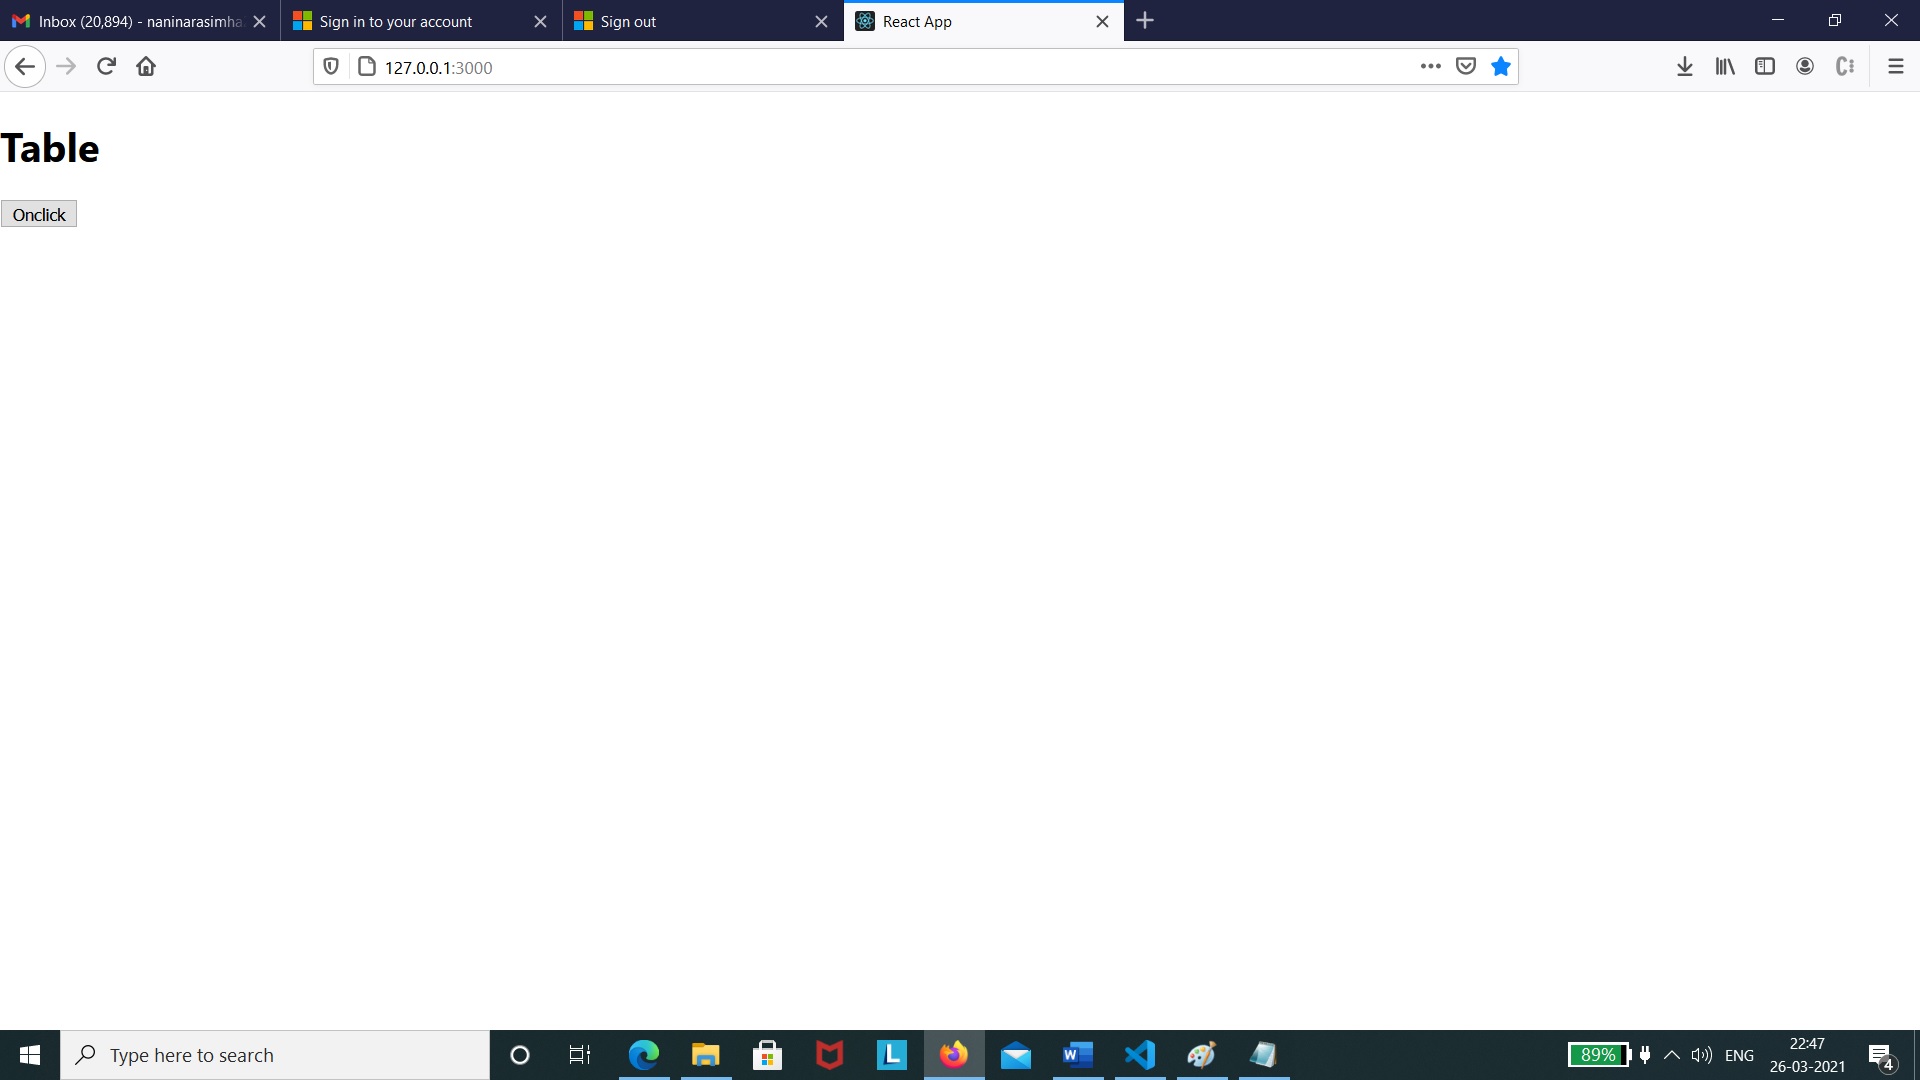 Inbox (20,894) - naninarasimha
Sign in to your account
Sign out
React App
127.0.0.1:3000
Table
Onclick
Type here to search
89%
ENG
22:47
26-03-2021
4